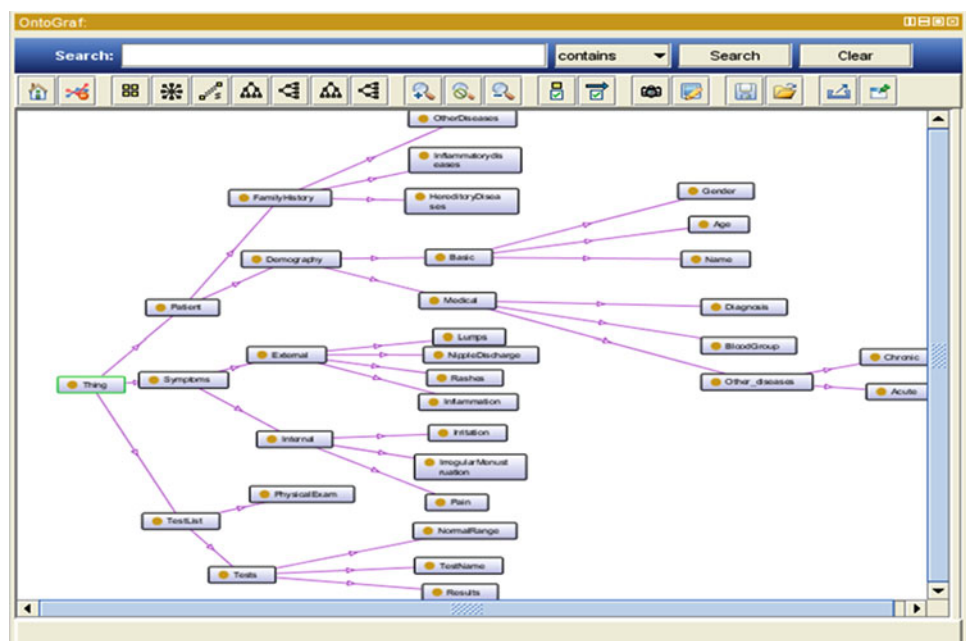 OntoGraf:
Search:
contains
Search
Clear
OtherDiseases
Inflammatorydis
eases
FamilyHistory
HereditoryDisea
ses
Gender
Age
Demography
Basic
Name
Patient
Medical
Diagnosis
Lumps
BloodGroup
External
NippleDischarge
Chronic
Thing
Symptoms
Rashes
Other_diseases
Acute
Inflammation
Internal
Irritation
IrregularMenust
ruation
PhysicalExam
Pain
TestList
NormalRange
TestName
Tests
Results